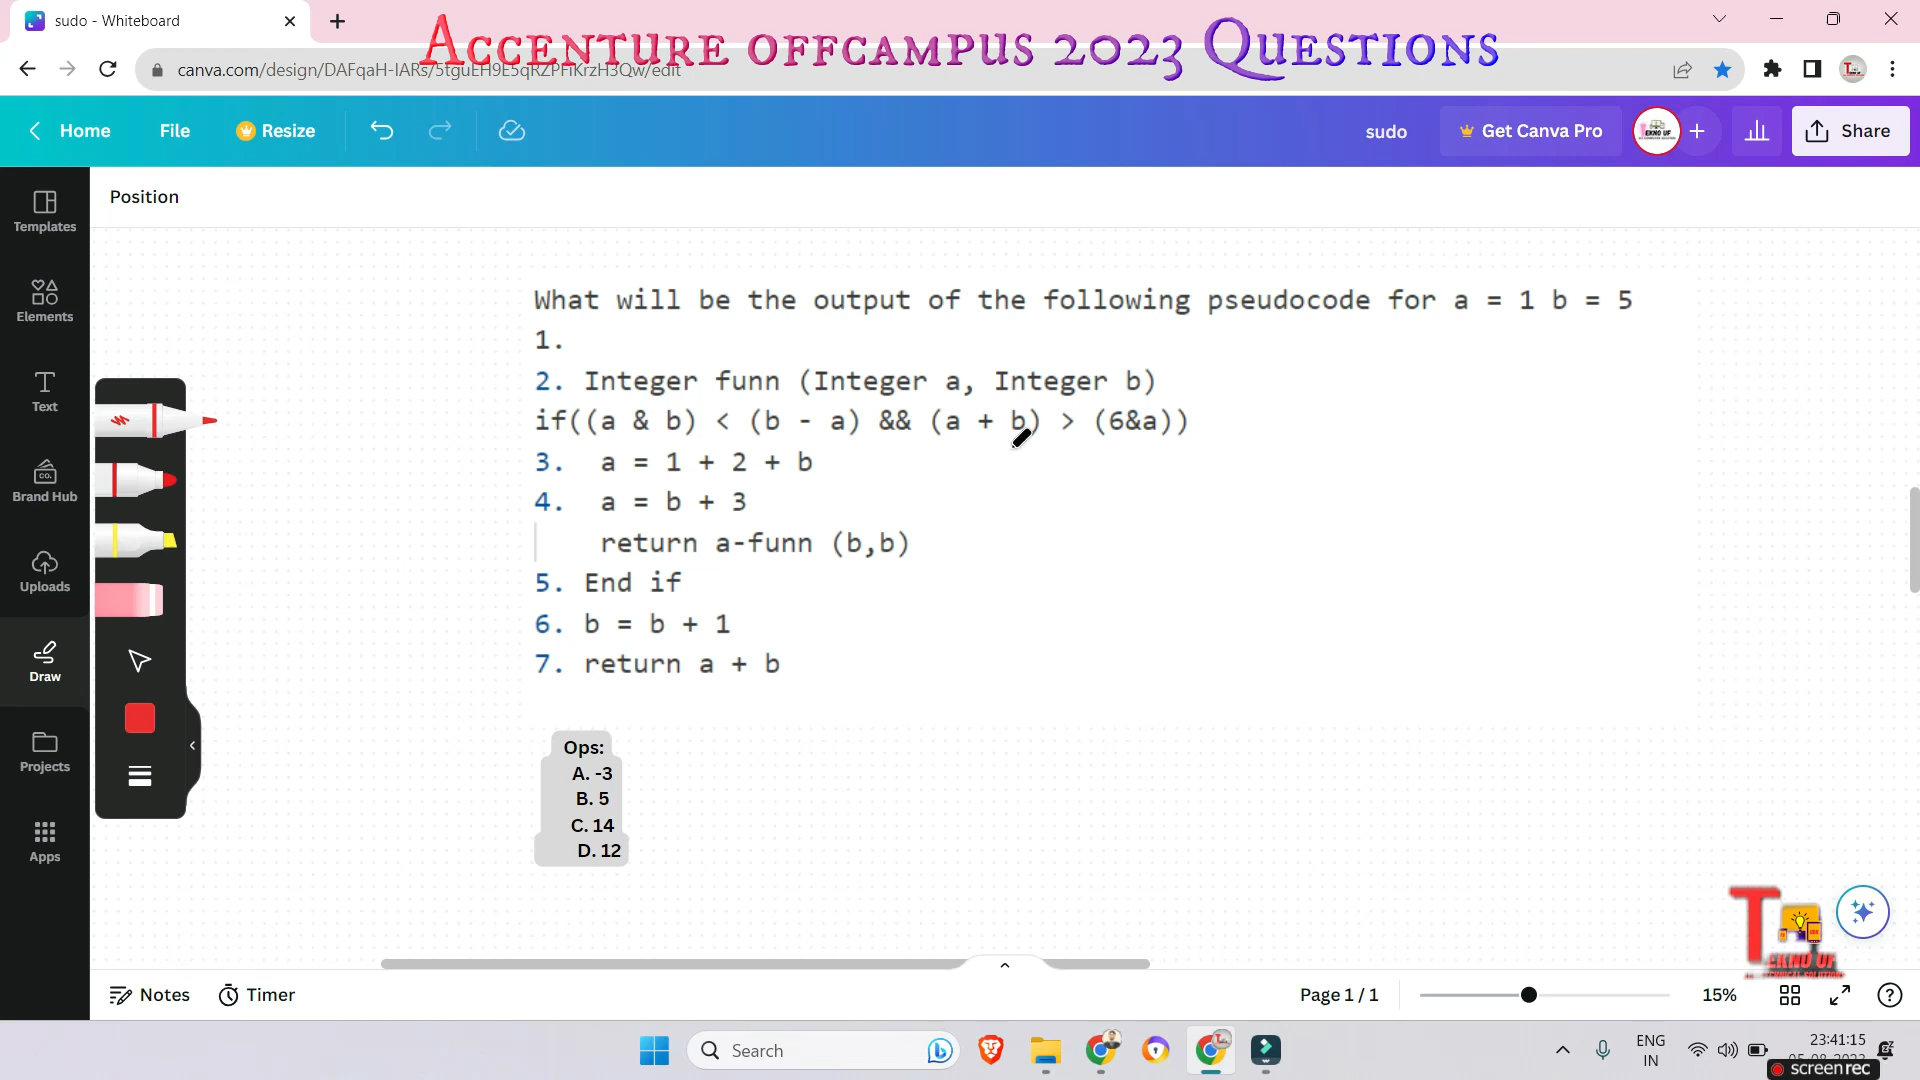 sudo - Whiteboard
ACCENTURE OFFCAMPUS 2023 QUESTIONS
canva.com/design/DAFqaH-IARs/5tguEH9E5qRZPFiKrzH3Qw/edit
Home File Resize sudo Get Canva Pro Share
Position
Templates
Elements
Text
Brand Hub
Uploads
Draw
Projects
Apps
What will be the output of the following pseudocode for a = 1 b = 5
1.
2. Integer funn (Integer a, Integer b)
if((a & b) < (b - a) && (a + b) > (6&a))
3. a = 1 + 2 + b
4. a = b + 3
return a-funn (b,b)
5. End if
6. b = b + 1
7. return a + b
Ops:
A. -3
B. 5
C. 14
D. 12
Notes Timer Page 1 / 1 15%
Search
ENG
IN
23:41:15
screenrec